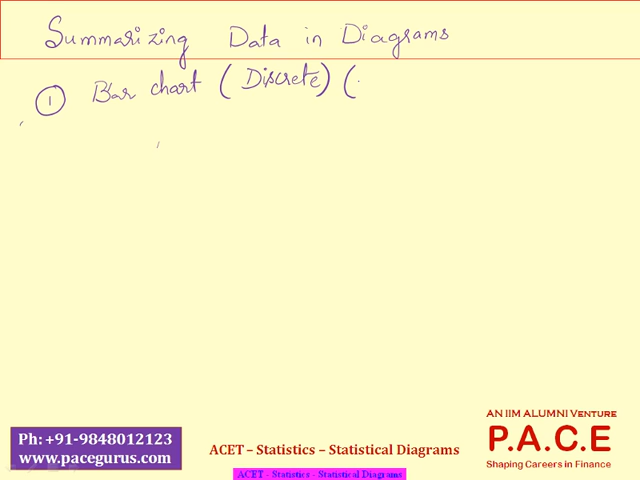 Summarizing Data in Diagrams
1 Bar chart (Discrete) (
AN IIM ALUMNI VENTURE
P.A.C.E
Shaping Careers in Finance
Ph: +91-9848012123
www.pacegurus.com
ACET – Statistics – Statistical Diagrams
ACET - Statistics - Statistical Diagrams